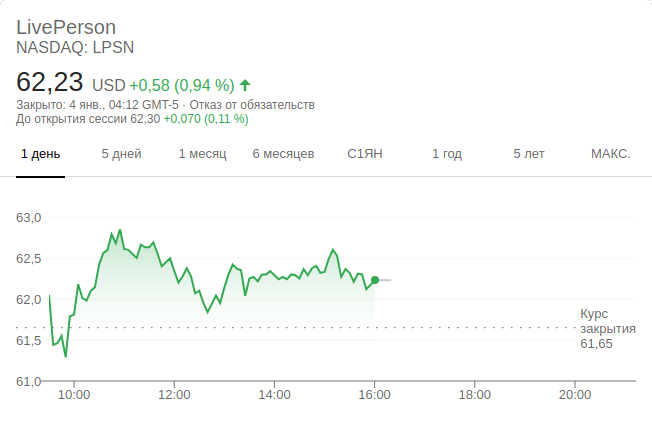 LivePerson
NASDAQ: LPSN
62,23 USD +0,58 (0,94 %)
Закрыто: 4 янв., 04:12 GMT-5 · Отказ от обязательств
До открытия сессии 62,30 +0,070 (0,11 %)
1 день 5 дней 1 месяц 6 месяцев С1ЯН 1 год 5 лет МАКС.
63,0
62,5
62,0
Курс
закрытия
61,65
61,5
61,0
10:00 12:00 14:00 16:00 18:00 20:00